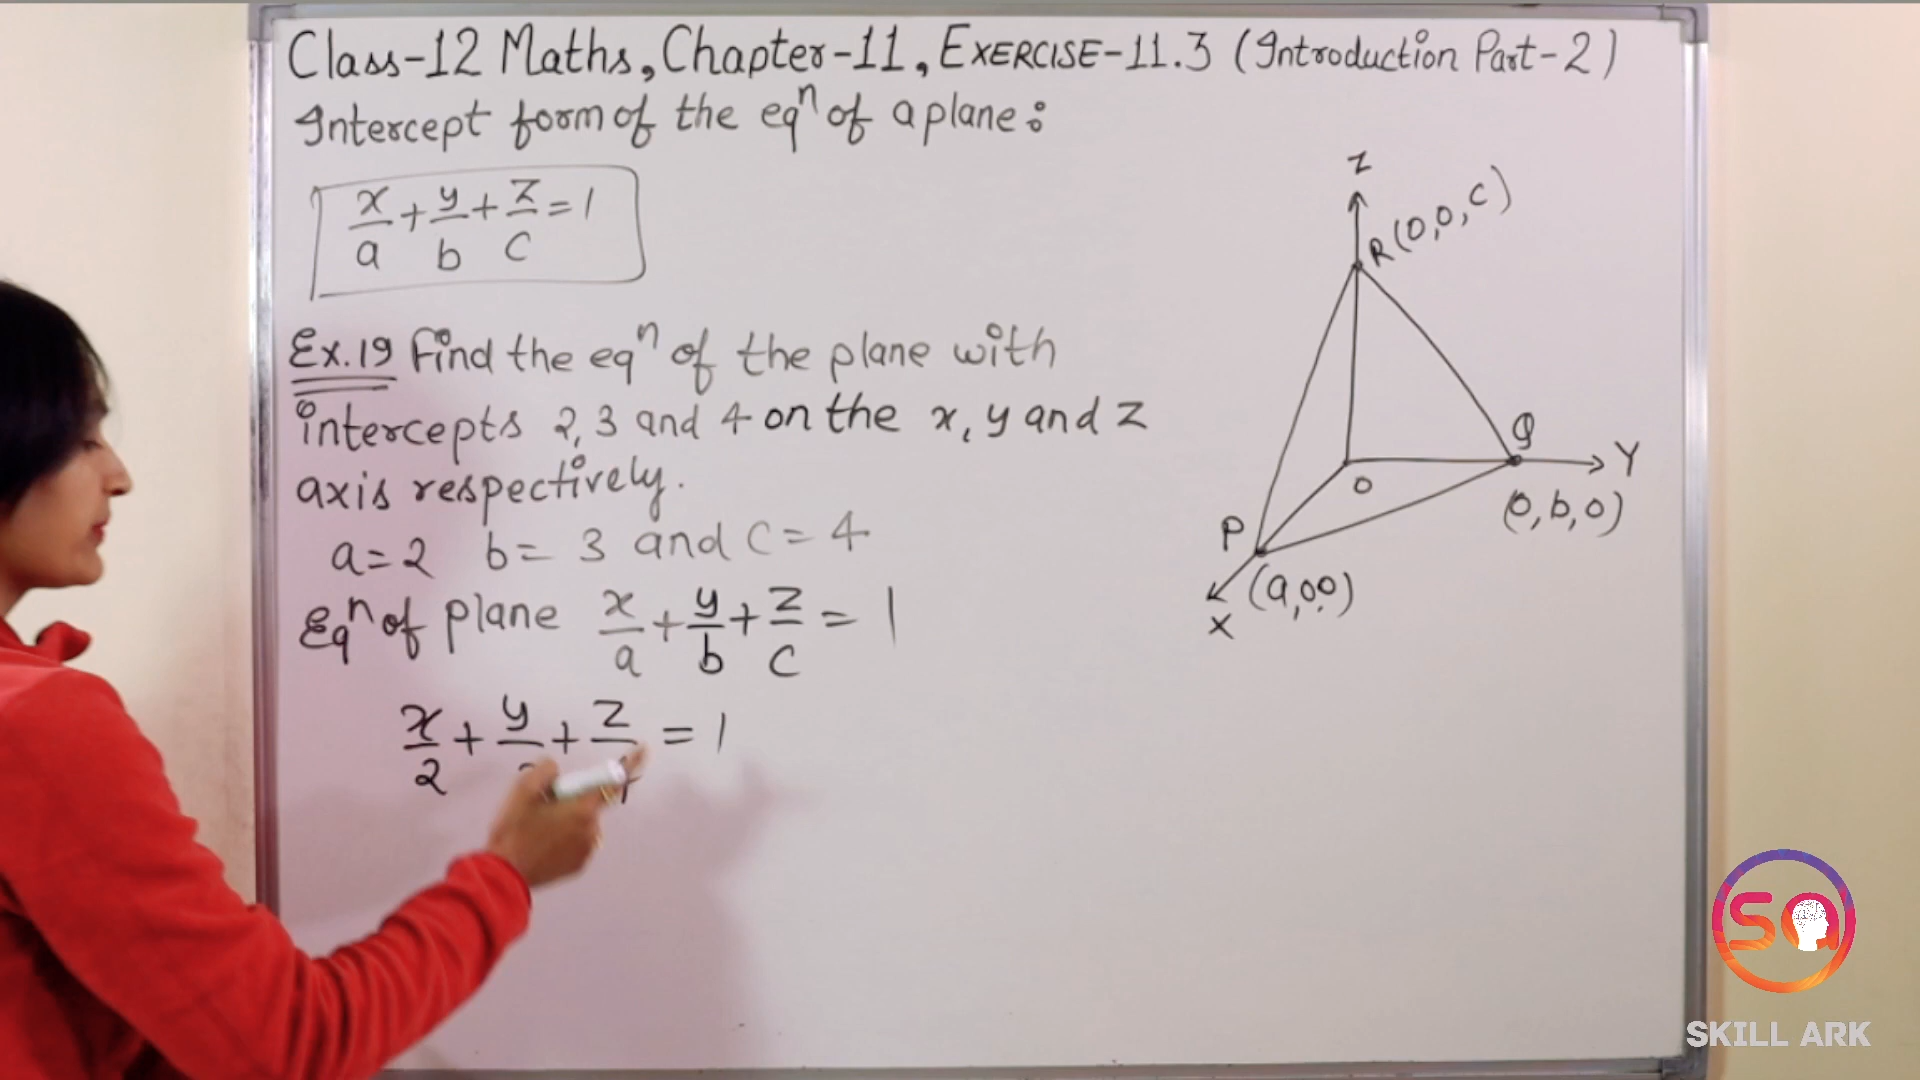 Class-12 Maths, Chapter-11, EXERCISE-11.3 (Introduction Part-2)
Intercept form of the eqⁿ of a plane:
x/a + y/b + z/c = 1
Ex.19 Find the eqⁿ of the plane with
intercepts 2, 3 and 4 on the x, y and z
axis respectively.
a=2 b= 3 and c= 4
Eqⁿ of plane x/a + y/b + z/c = 1
x/2 + y/ + z/4 = 1
Z
R(0,0,c)
Q
Y
O
(0,b,0)
P
(a,0,0)
X
SA
SKILL ARK